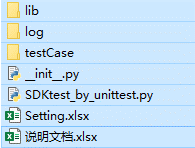 lib
log
testCase
__init__.py
SDKtest_by_unittest.py
Setting.xlsx
说明文档.xlsx